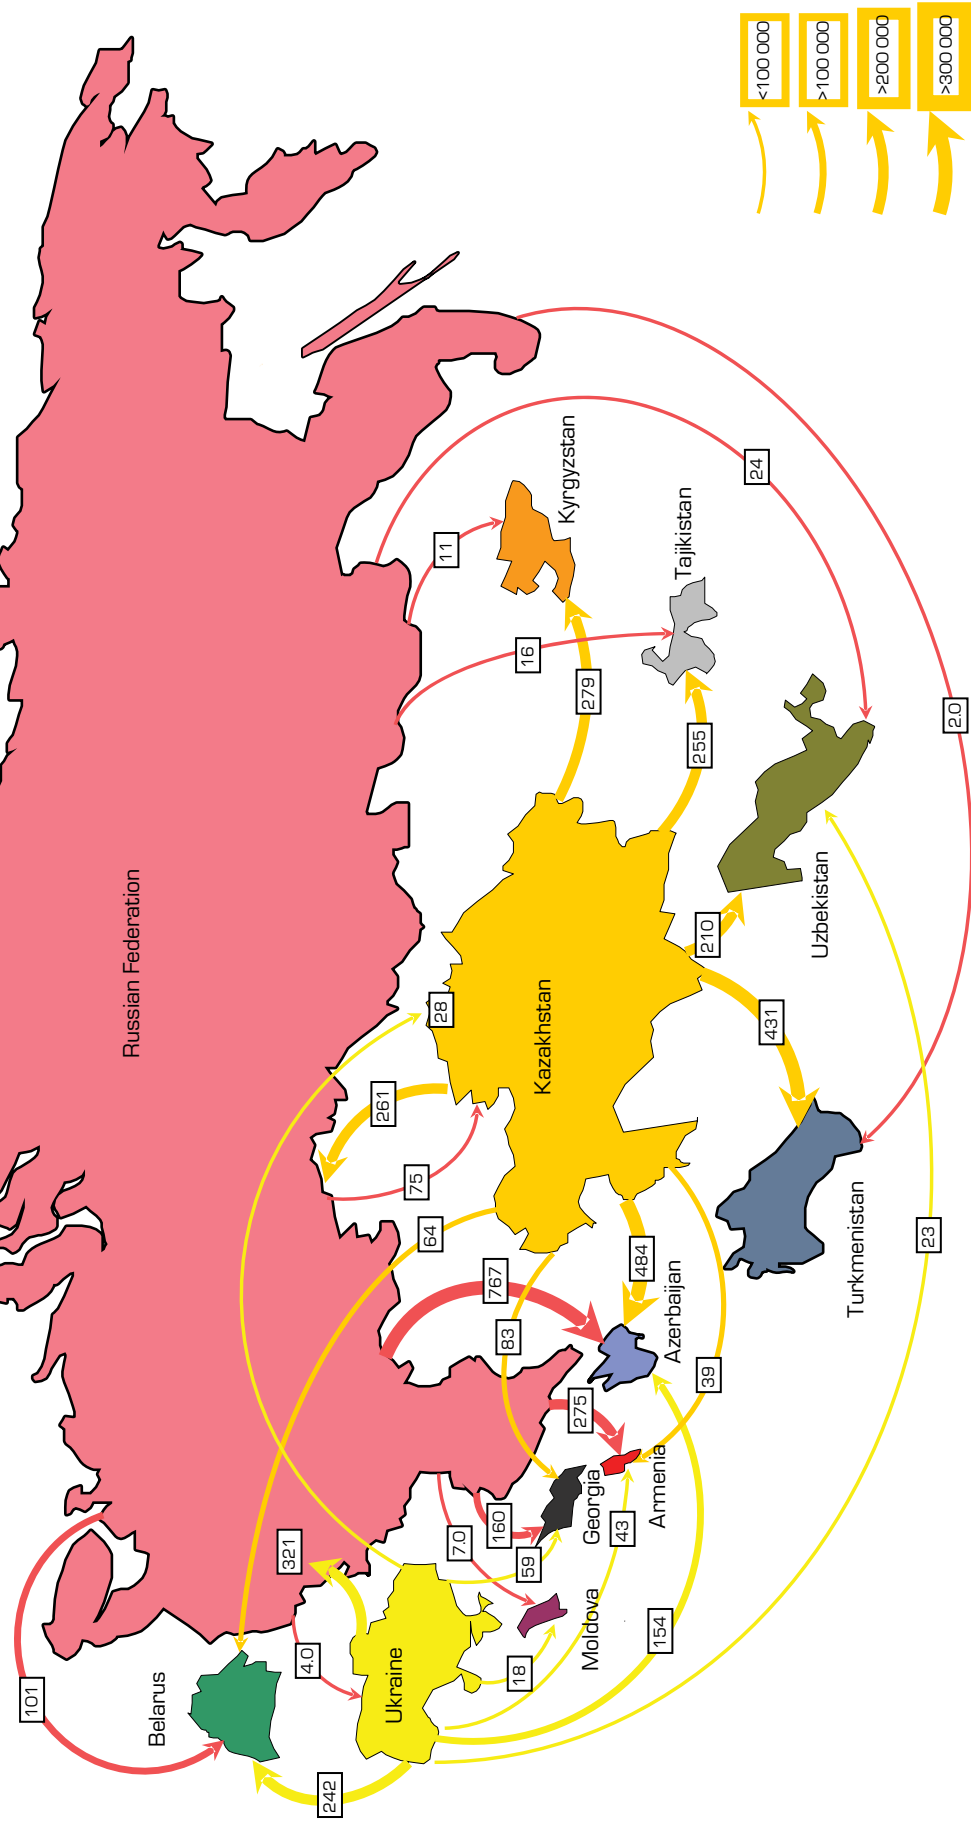 Russian Federation
Belarus
Ukraine
Moldova
Georgia
Armenia
Azerbaijan
Kazakhstan
Turkmenistan
Uzbekistan
Tajikistan
Kyrgyzstan
101
242
4.0
321
18
7.0
160
59
43
154
23
275
83
767
64
39
484
75
261
28
431
210
255
279
16
11
24
2.0
<100 000
>100 000
>200 000
>300 000